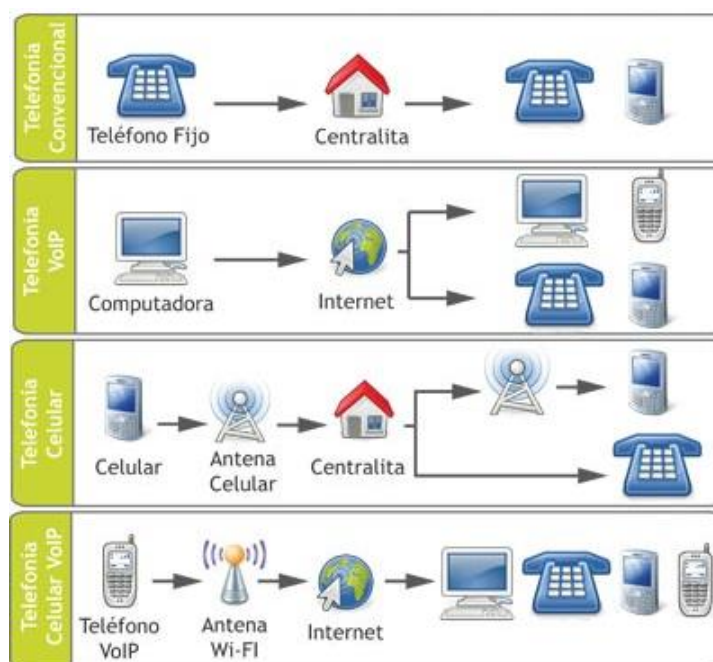 Telefonía
Convencional
Teléfono Fijo
Centralita
Telefonía
VoIP
Computadora
Internet
Telefonía
Celular
Celular
Antena
Celular
Centralita
Telefonía
Celular VoIP
Teléfono
VoIP
Antena
Wi-FI
Internet